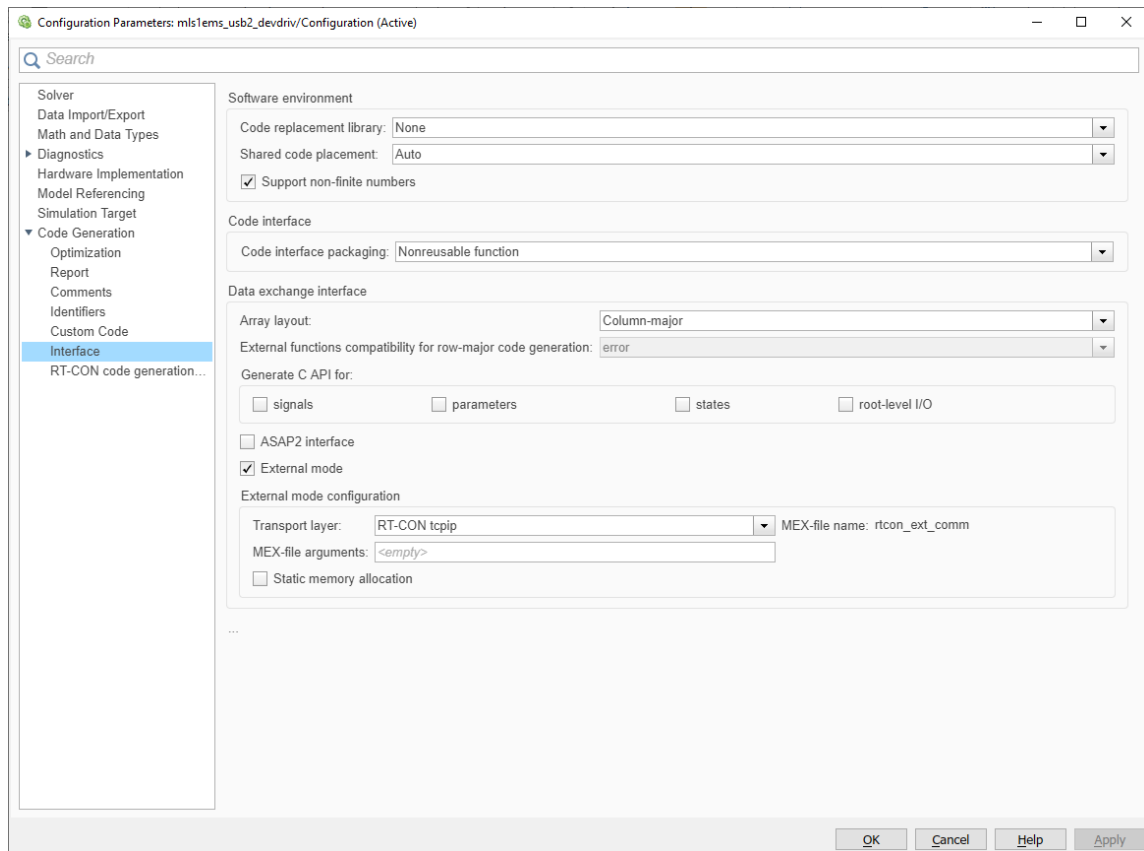 Configuration Parameters: mls1ems_usb2_devdriv/Configuration (Active)
Search
Solver
Data Import/Export
Math and Data Types
Diagnostics
Hardware Implementation
Model Referencing
Simulation Target
Code Generation
Optimization
Report
Comments
Identifiers
Custom Code
Interface
RT-CON code generation...
Software environment
Code replacement library: None
Shared code placement: Auto
Support non-finite numbers
Code interface
Code interface packaging: Nonreusable function
Data exchange interface
Array layout: Column-major
External functions compatibility for row-major code generation: error
Generate C API for:
signals parameters states root-level I/O
ASAP2 interface
External mode
External mode configuration
Transport layer: RT-CON tcpip MEX-file name: rtcon_ext_comm
MEX-file arguments: <empty>
Static memory allocation
...
OK Cancel Help Apply